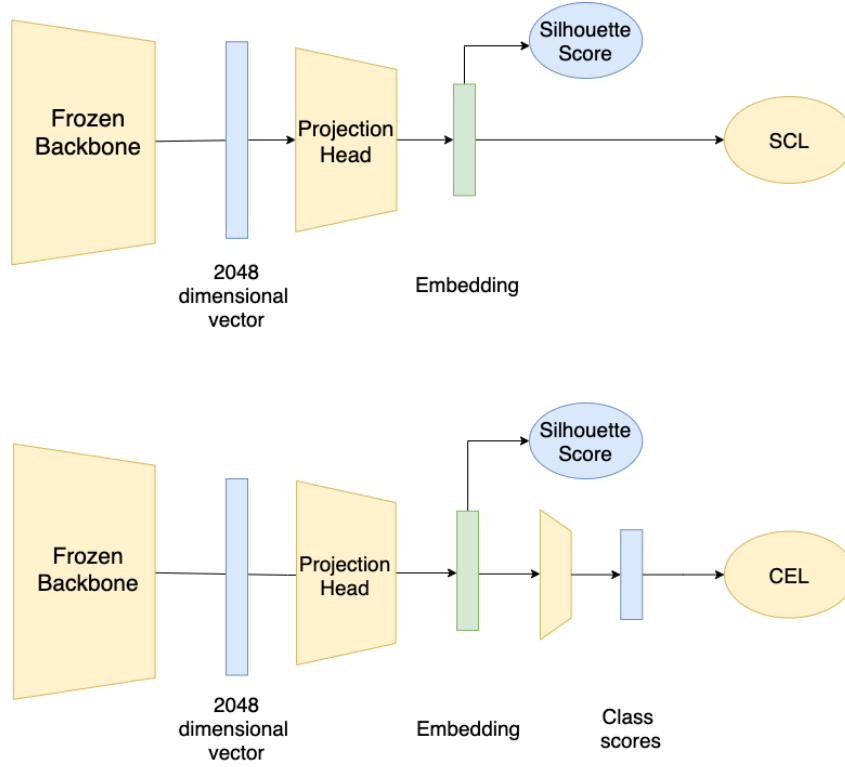 Silhouette
Score
Frozen
Backbone
Projection
Head
SCL
2048
dimensional
vector
Embedding
Silhouette
Score
Frozen
Backbone
Projection
Head
CEL
2048
dimensional
vector
Embedding
Class
scores